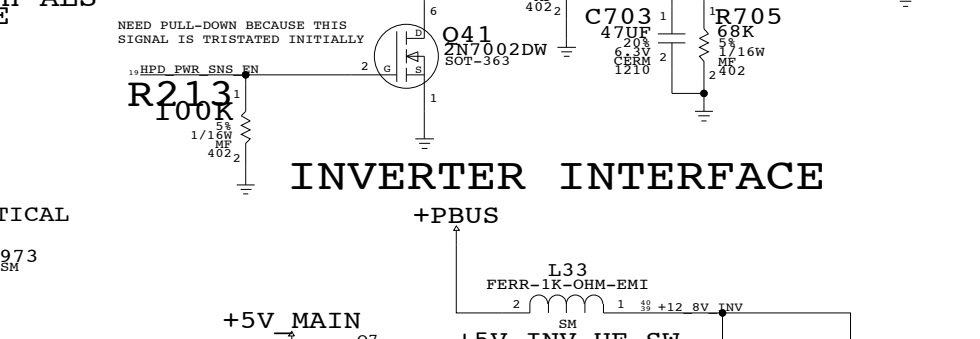 6
NEED PULL-DOWN BECAUSE THIS
SIGNAL IS TRISTATED INITIALLY
D
Q41
2N7002DW
SOT-363
2
G
S
1
19 HPD_PWR_SNS_EN
R213
1
100K
5%
1/16W
MF
402
2
402
2
C703
1
47UF
20%
6.3V
CERM
1210
2
1
R705
68K
5%
1/16W
MF
402
2
INVERTER INTERFACE
TICAL
+PBUS
973
SM
L33
FERR-1K-OHM-EMI
2
1
40
39
+12_8V_INV
SM
+5V_MAIN
+5V_INV_UF_SW